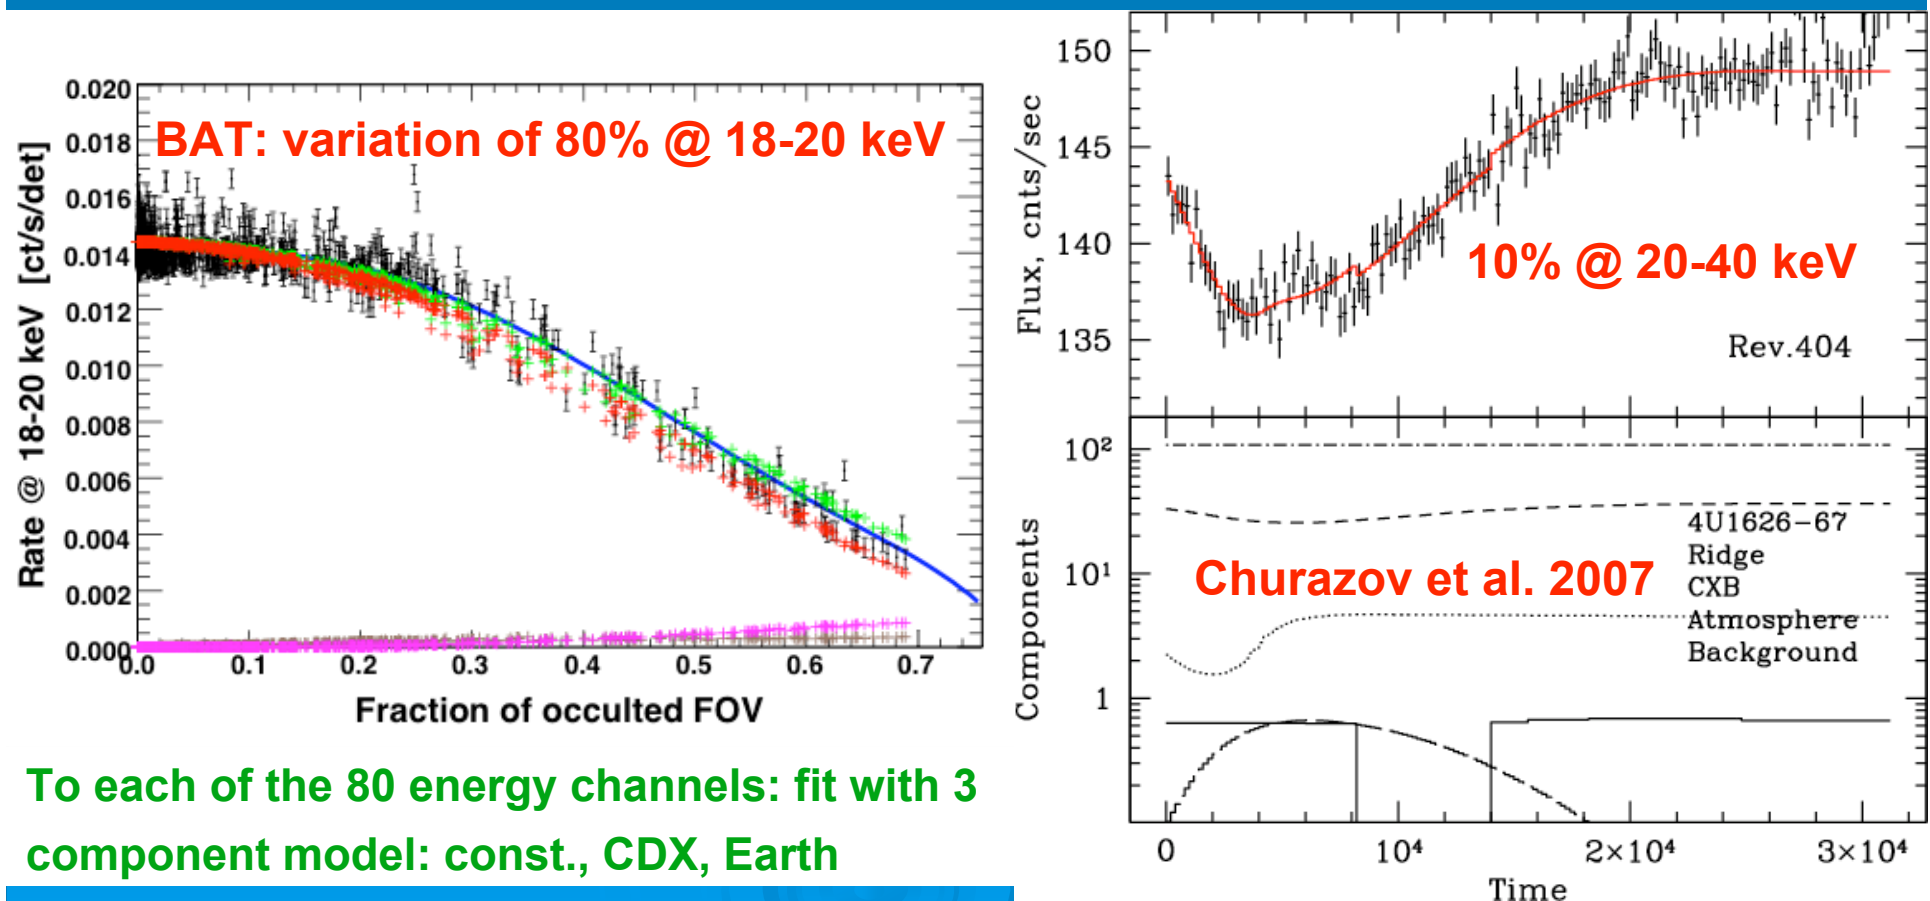 BAT: variation of 80% @ 18-20 keV
Rate @ 18-20 keV [ct/s/det]
0.020
0.018
0.016
0.014
0.012
0.010
0.008
0.006
0.004
0.002
0.000
0.0 0.1 0.2 0.3 0.4 0.5 0.6 0.7
Fraction of occulted FOV
To each of the 80 energy channels: fit with 3
component model: const., CDX, Earth
Flux, cnts/sec
150
145
140
135
10% @ 20-40 keV
Rev.404
Components
10²
10¹
1
4U1626-67
Ridge
CXB
Atmosphere
Background
Churazov et al. 2007
0 10⁴ 2×10⁴ 3×10⁴
Time